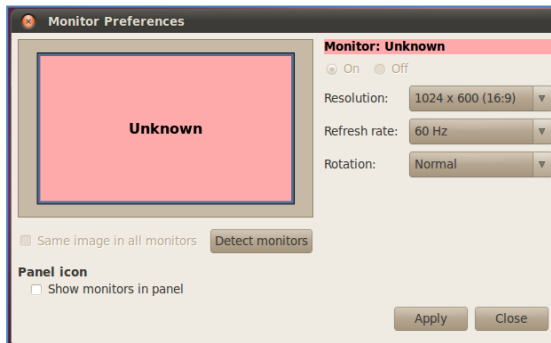 Monitor Preferences
Monitor: Unknown
On Off
Unknown
Resolution: 1024 x 600 (16:9)
Refresh rate: 60 Hz
Rotation: Normal
Same image in all monitors Detect monitors
Panel icon
Show monitors in panel
Apply Close